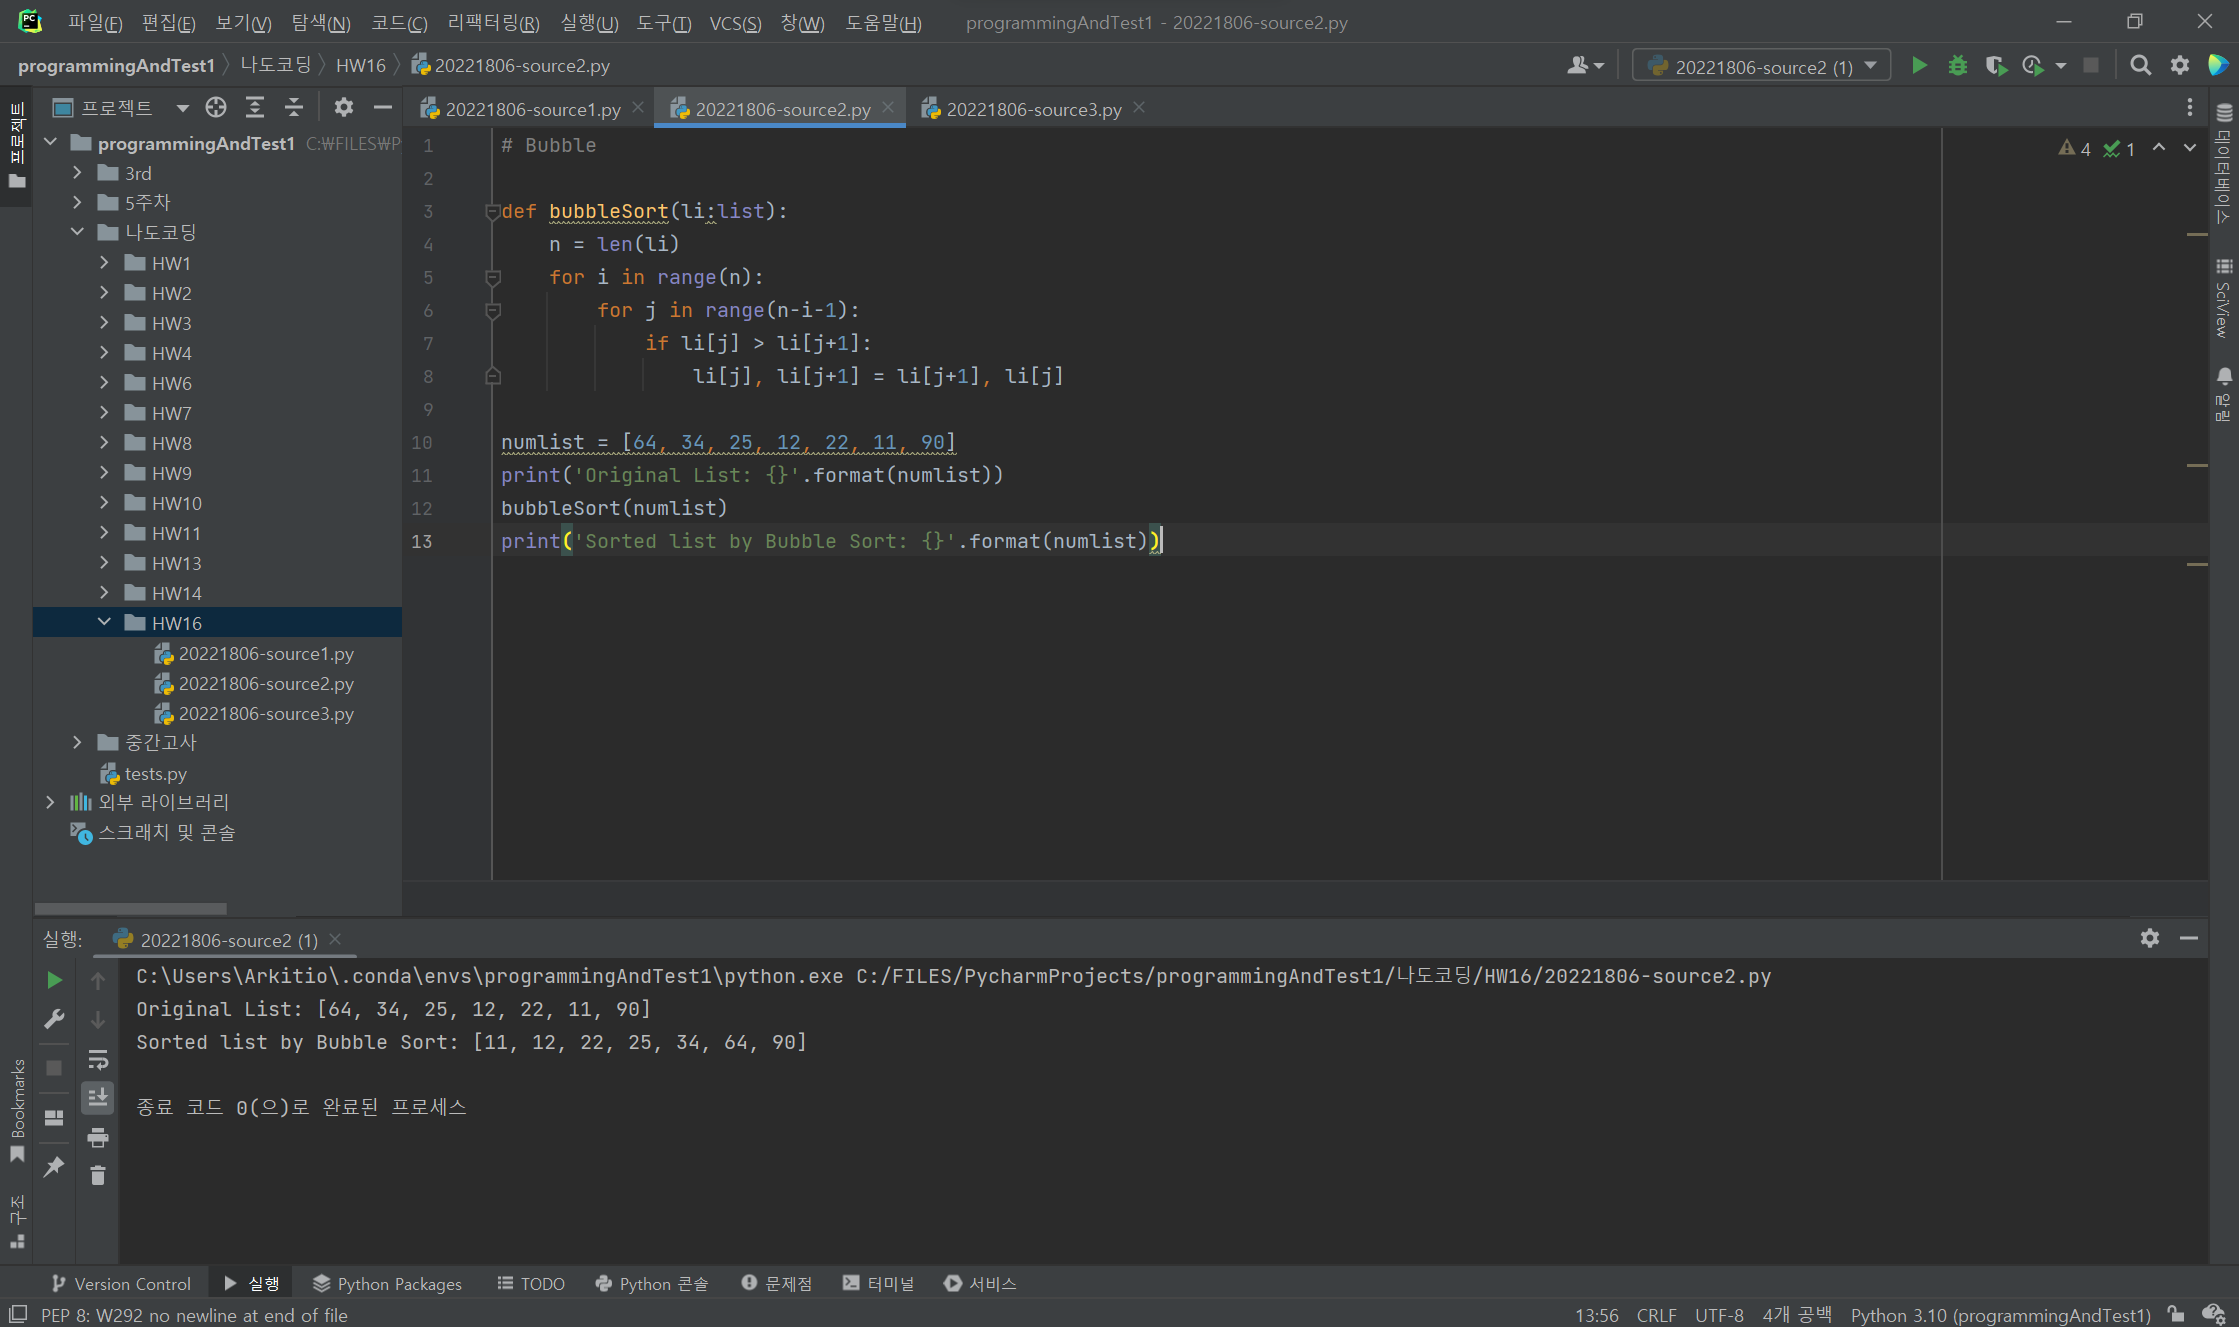 파일(F) 편집(E) 보기(V) 탐색(N) 코드(C) 리팩터링(R) 실행(U) 도구(T) VCS(S) 창(W) 도움말(H) programmingAndTest1 - 20221806-source2.py
programmingAndTest1 나도코딩 HW16 20221806-source2.py 20221806-source2 (1)
프로젝트
프로젝트
20221806-source1.py 20221806-source2.py 20221806-source3.py
programmingAndTest1 C:\FILES\P
3rd
5주차
나도코딩
HW1
HW2
HW3
HW4
HW6
HW7
HW8
HW9
HW10
HW11
HW13
HW14
HW16
20221806-source1.py
20221806-source2.py
20221806-source3.py
중간고사
tests.py
외부 라이브러리
스크래치 및 콘솔
1 # Bubble
2
3 def bubbleSort(li:list):
4     n = len(li)
5     for i in range(n):
6         for j in range(n-i-1):
7             if li[j] > li[j+1]:
8                 li[j], li[j+1] = li[j+1], li[j]
9
10 numlist = [64, 34, 25, 12, 22, 11, 90]
11 print('Original List: {}'.format(numlist))
12 bubbleSort(numlist)
13 print('Sorted list by Bubble Sort: {}'.format(numlist))
4 1
데이터베이스
SciView
알림
실행: 20221806-source2 (1)
C:\Users\Arkitio\.conda\envs\programmingAndTest1\python.exe C:/FILES/PycharmProjects/programmingAndTest1/나도코딩/HW16/20221806-source2.py
Original List: [64, 34, 25, 12, 22, 11, 90]
Sorted list by Bubble Sort: [11, 12, 22, 25, 34, 64, 90]
종료 코드 0(으)로 완료된 프로세스
Bookmarks
구조
Version Control 실행 Python Packages TODO Python 콘솔 문제점 터미널 서비스
PEP 8: W292 no newline at end of file 13:56 CRLF UTF-8 4개 공백 Python 3.10 (programmingAndTest1)